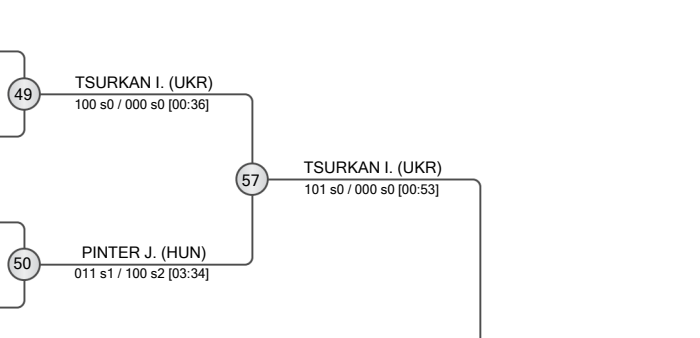 TSURKAN I. (UKR)
49
100 s0 / 000 s0 [00:36]
TSURKAN I. (UKR)
57
101 s0 / 000 s0 [00:53]
PINTER J. (HUN)
50
011 s1 / 100 s2 [03:34]